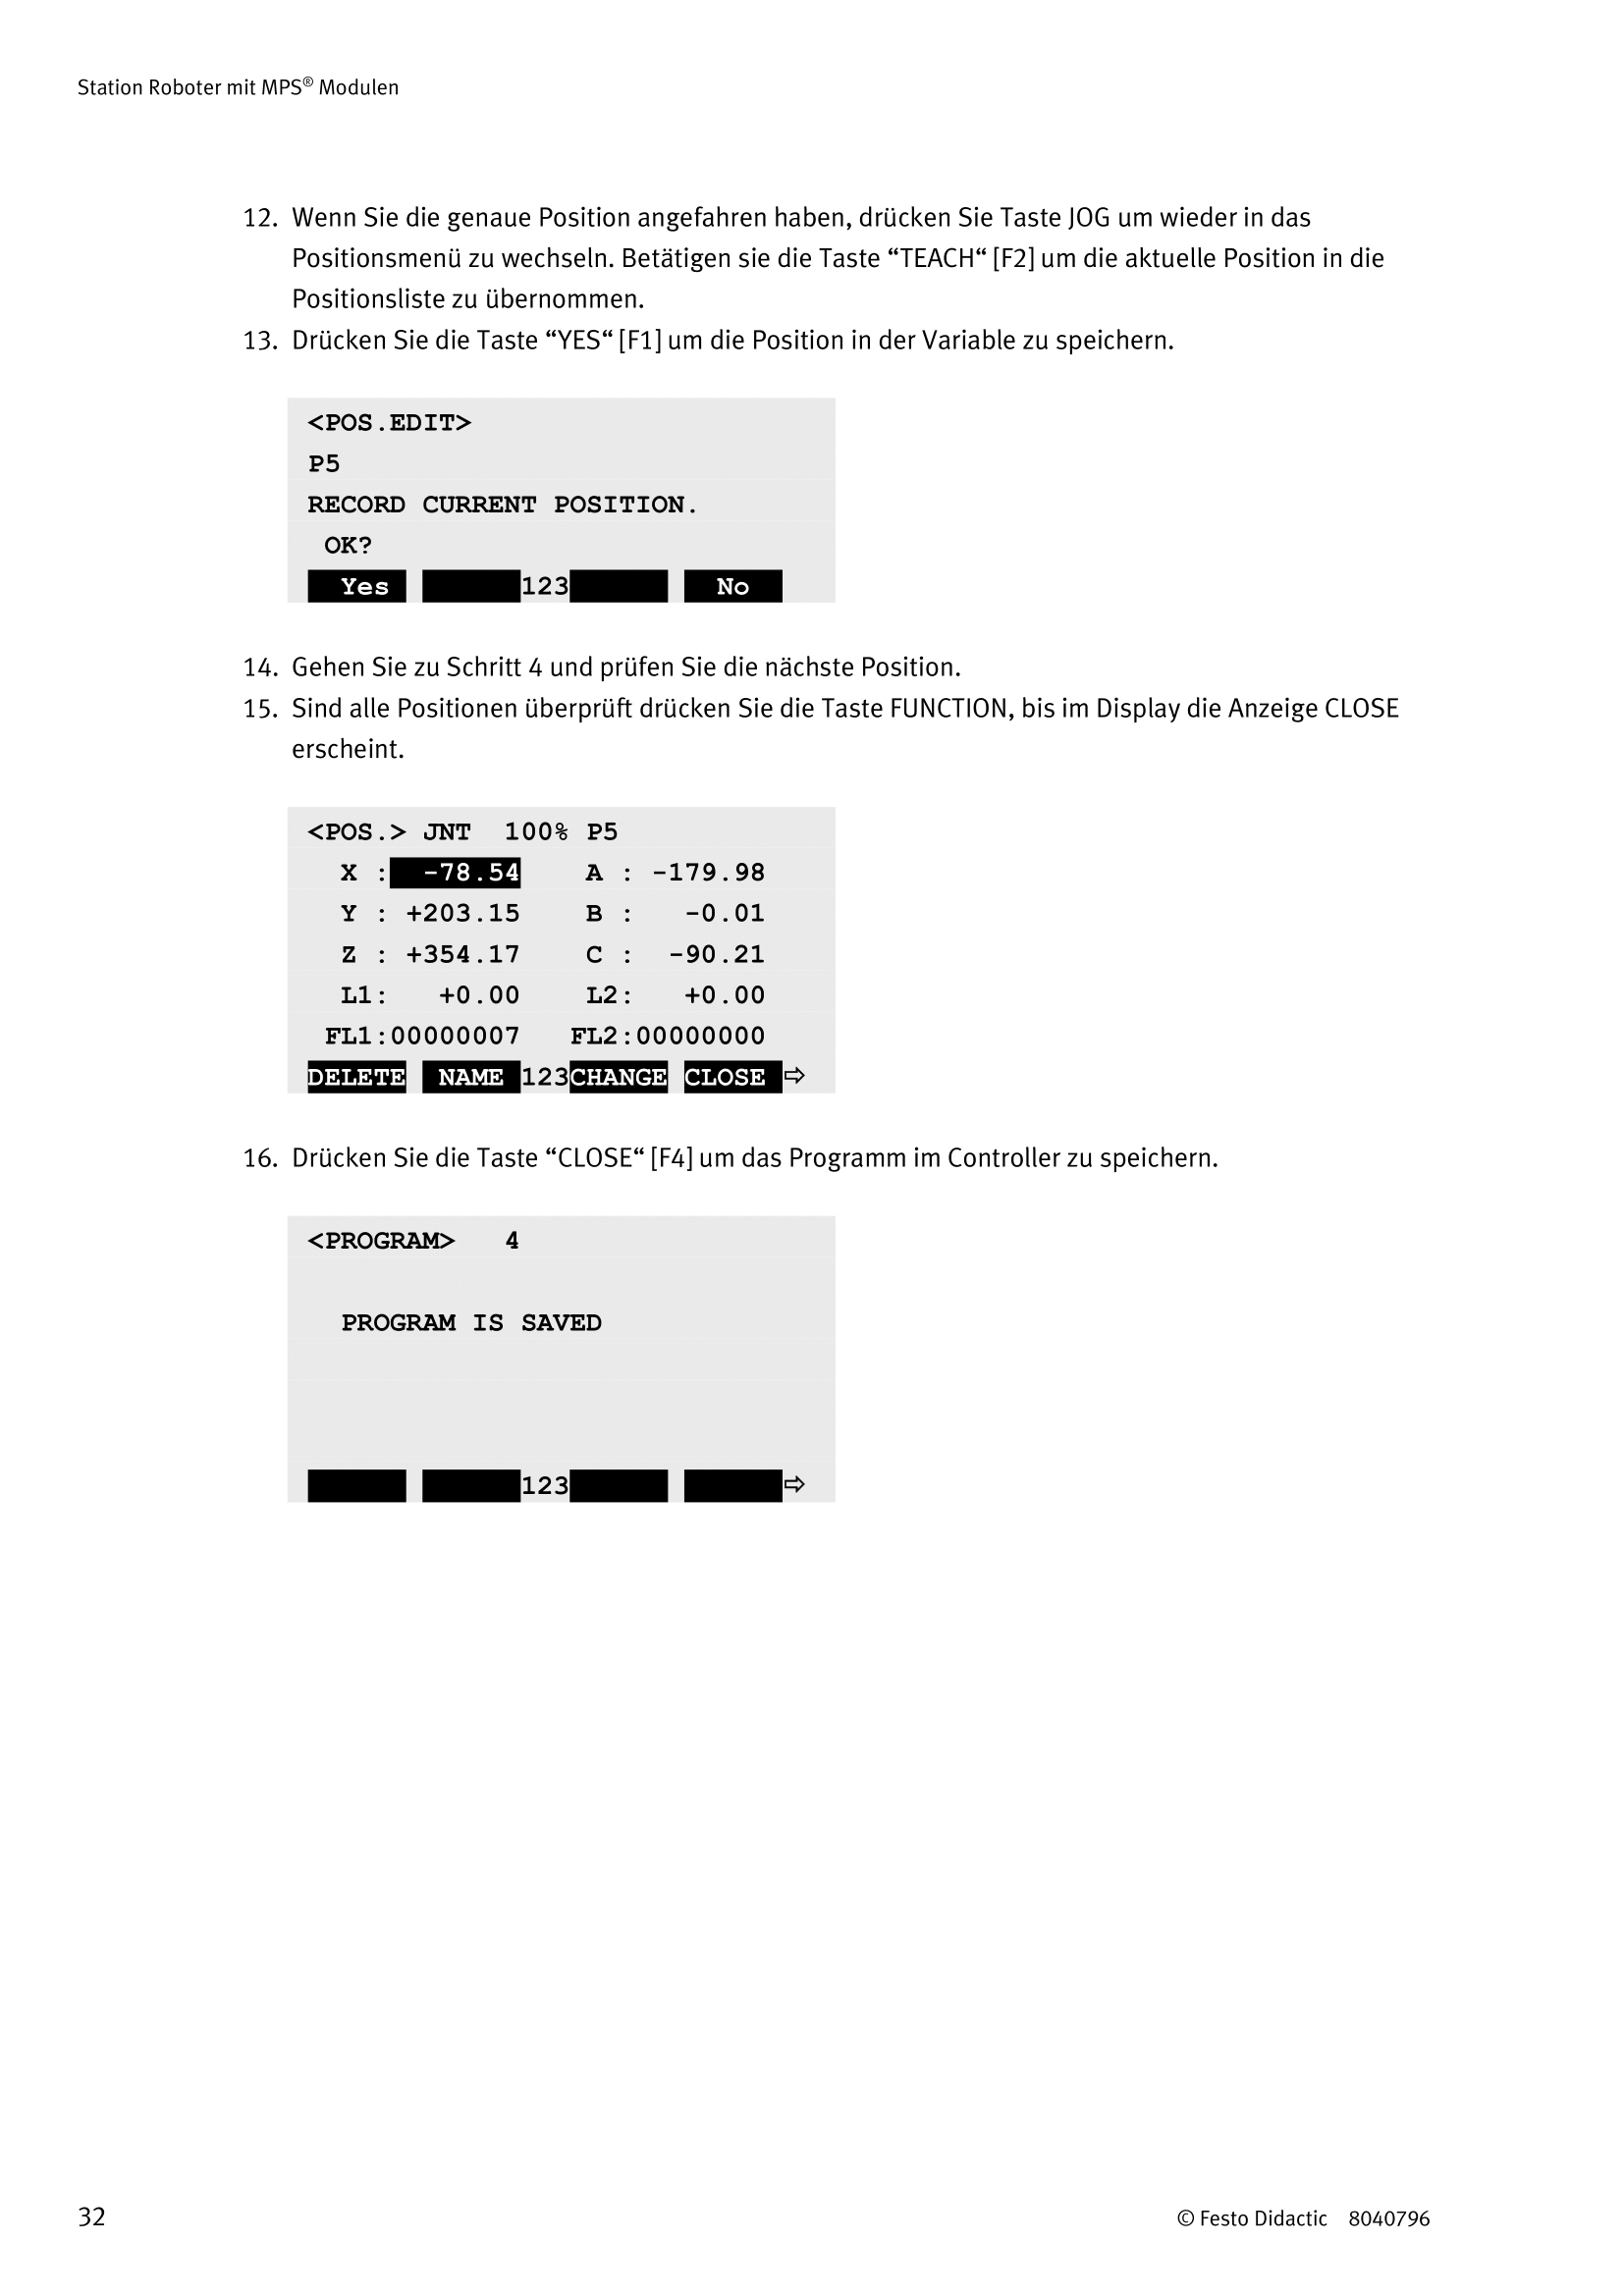 Station Roboter mit MPS® Modulen
12. Wenn Sie die genaue Position angefahren haben, drücken Sie Taste JOG um wieder in das
Positionsmenü zu wechseln. Betätigen sie die Taste “TEACH“ [F2] um die aktuelle Position in die
Positionsliste zu übernommen.
13. Drücken Sie die Taste “YES“ [F1] um die Position in der Variable zu speichern.
<POS.EDIT>
P5
RECORD CURRENT POSITION.
OK?
Yes 123 No
14. Gehen Sie zu Schritt 4 und prüfen Sie die nächste Position.
15. Sind alle Positionen überprüft drücken Sie die Taste FUNCTION, bis im Display die Anzeige CLOSE
erscheint.
<POS.> JNT 100% P5
X : -78.54 A : -179.98
Y : +203.15 B : -0.01
Z : +354.17 C : -90.21
L1: +0.00 L2: +0.00
FL1:00000007 FL2:00000000
DELETE NAME 123CHANGE CLOSE ⇨
16. Drücken Sie die Taste “CLOSE“ [F4] um das Programm im Controller zu speichern.
<PROGRAM> 4
PROGRAM IS SAVED
123 ⇨
32 © Festo Didactic 8040796